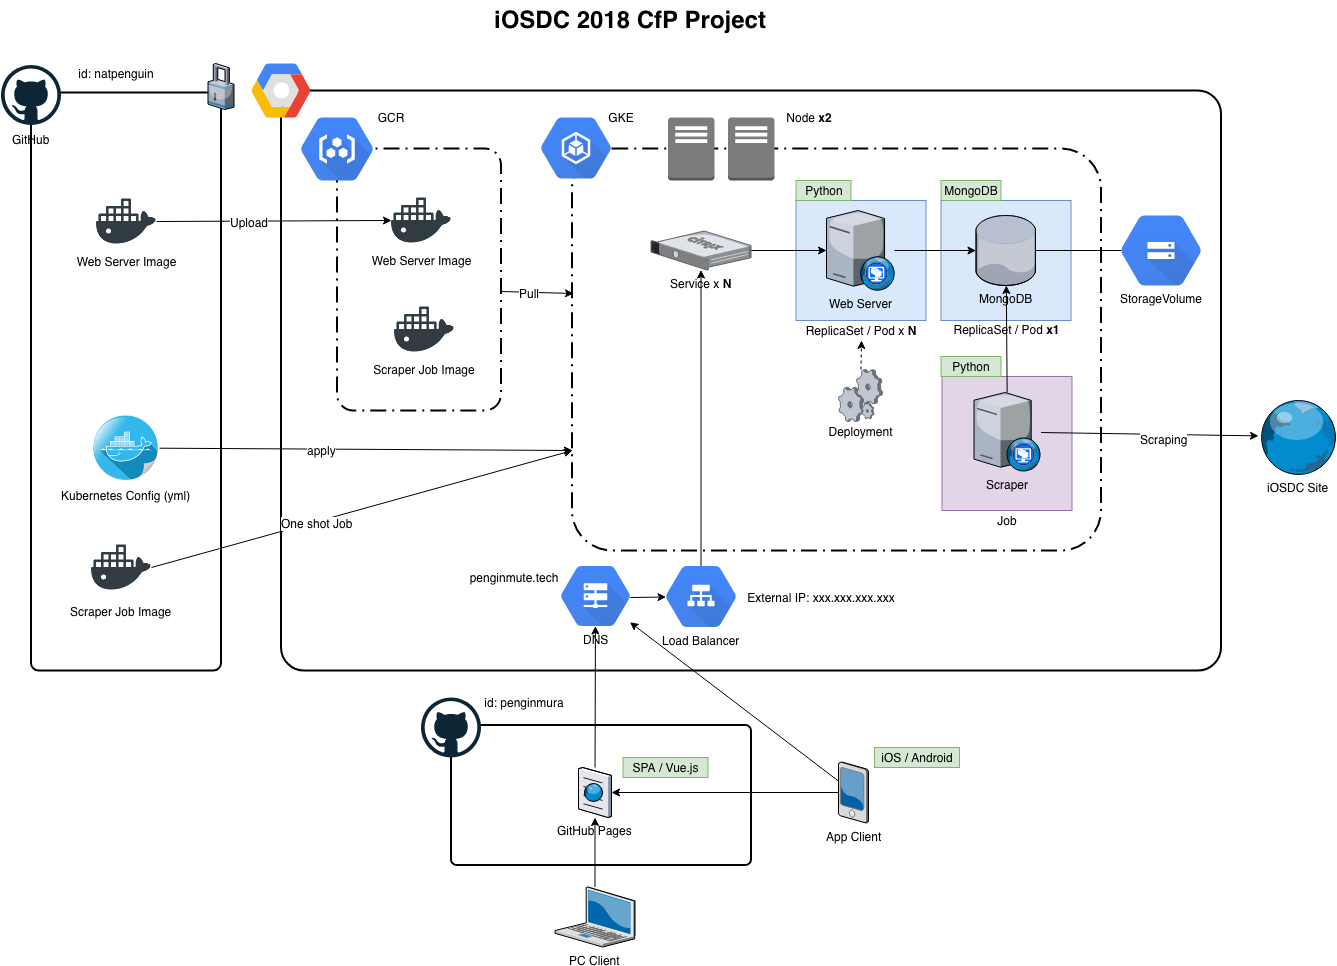 iOSDC 2018 CfP Project
id: natpenguin
GitHub
GCR
GKE
Node x2
Python
MongoDB
Web Server Image
Upload
Web Server Image
citrix
Service x N
Web Server
MongoDB
StorageVolume
Pull
ReplicaSet / Pod x N
ReplicaSet / Pod x1
Scraper Job Image
Python
Deployment
Scraping
apply
Kubernetes Config (yml)
Scraper
iOSDC Site
One shot Job
Job
Scraper Job Image
penginmute.tech
External IP: xxx.xxx.xxx.xxx
DNS
Load Balancer
id: penginmura
SPA / Vue.js
iOS / Android
GitHub Pages
App Client
PC Client